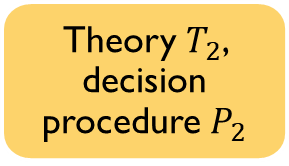 Theory T₂,
decision
procedure P₂